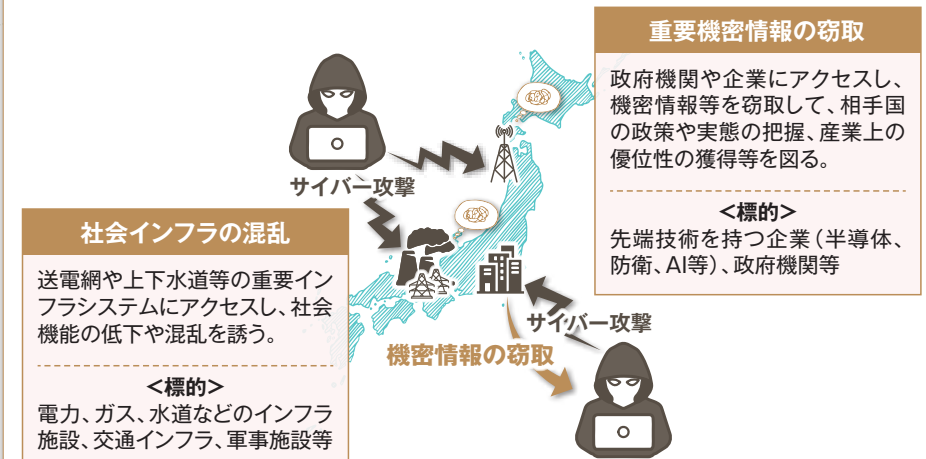 重要機密情報の窃取
政府機関や企業にアクセスし、
機密情報等を窃取して、相手国
の政策や実態の把握、産業上の
優位性の獲得等を図る。
<標的>
先端技術を持つ企業(半導体、
防衛、AI等)、政府機関等
サイバー攻撃
社会インフラの混乱
送電網や上下水道等の重要イン
フラシステムにアクセスし、社会
機能の低下や混乱を誘う。
<標的>
電力、ガス、水道などのインフラ
施設、交通インフラ、軍事施設等
サイバー攻撃
機密情報の窃取